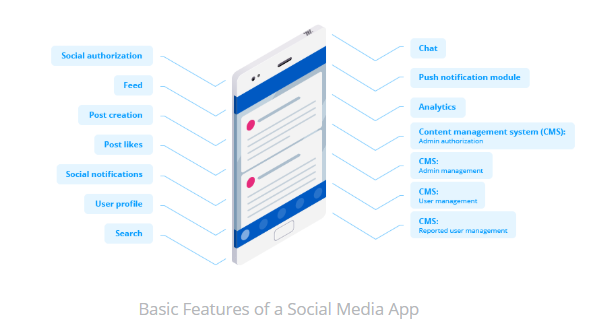 Social authorization
Feed
Post creation
Post likes
Social notifications
User profile
Search
Chat
Push notification module
Analytics
Content management system (CMS):
Admin authorization
CMS:
Admin management
CMS:
User management
CMS:
Reported user management
Basic Features of a Social Media App